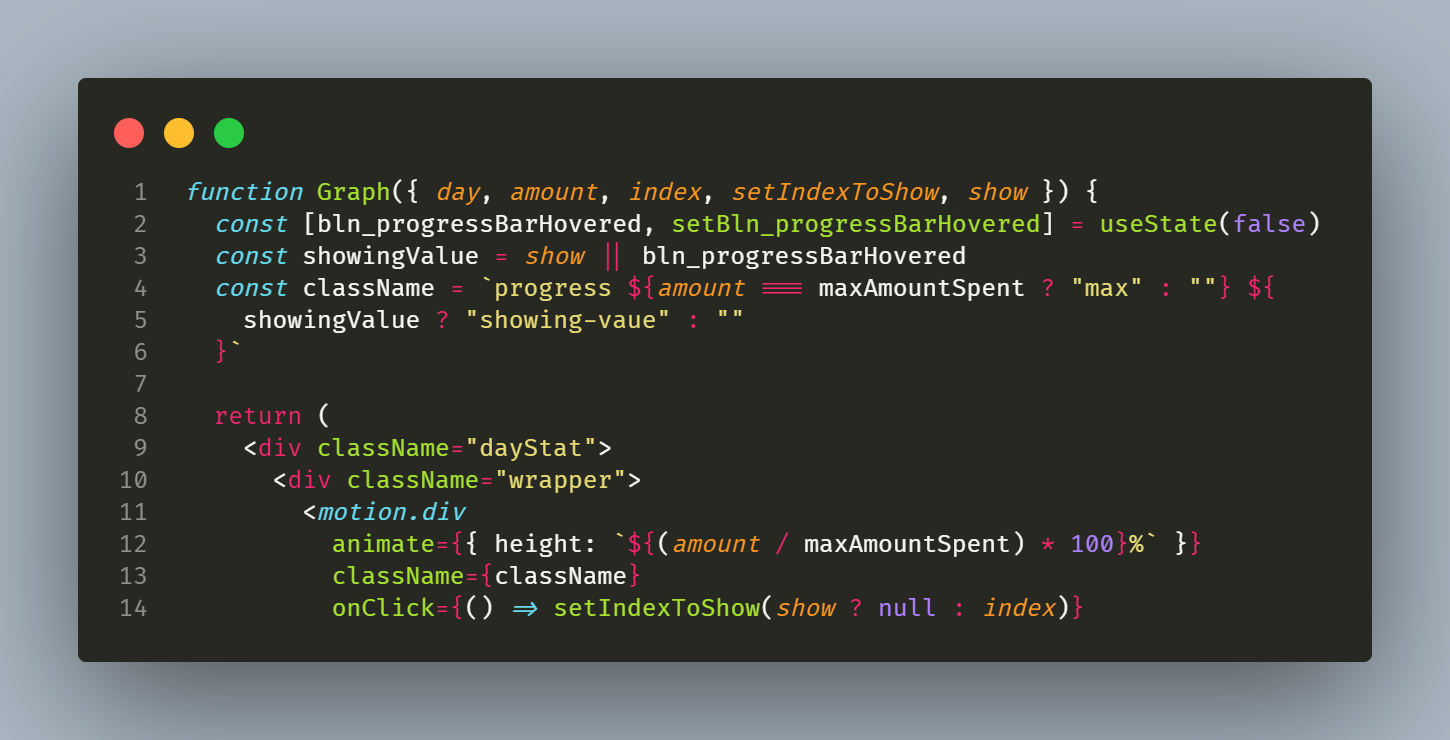 1 function Graph({ day, amount, index, setIndexToShow, show }) {
2 const [bln_progressBarHovered, setBln_progressBarHovered] = useState(false)
3 const showingValue = show || bln_progressBarHovered
4 const className = `progress ${amount === maxAmountSpent ? "max" : ""} ${
5 showingValue ? "showing-vaue" : ""
6 }`
7
8 return (
9 <div className="dayStat">
10 <div className="wrapper">
11 <motion.div
12 animate={{ height: `${(amount / maxAmountSpent) * 100}%` }}
13 className={className}
14 onClick={() => setIndexToShow(show ? null : index)}